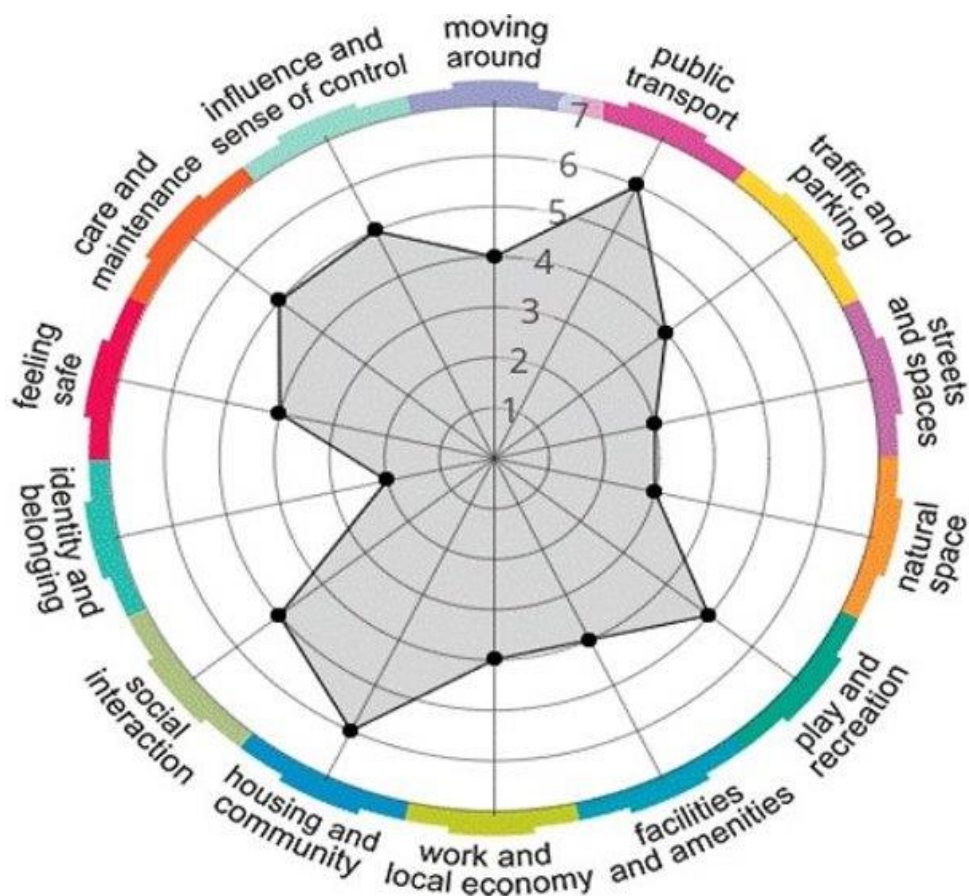 moving
around
public
transport
traffic and
parking
streets
and spaces
natural
space
play and
recreation
facilities
and amenities
work and
local economy
housing and
community
social
interaction
identity and
belonging
feeling
safe
care and
maintenance
influence and
sense of control
7
6
5
4
3
2
1